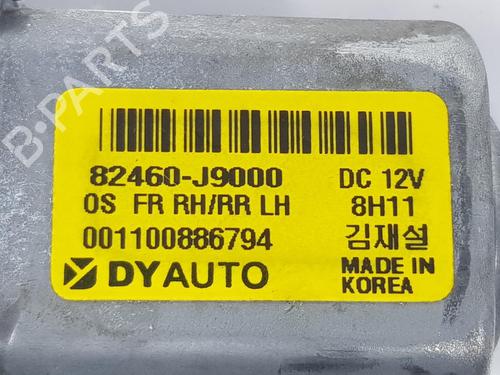 B-PARTS
82460-J9000 DC 12V
OS FR RH/RR LH 8H11
001100886794 김재설
DYAUTO MADE IN
KOREA